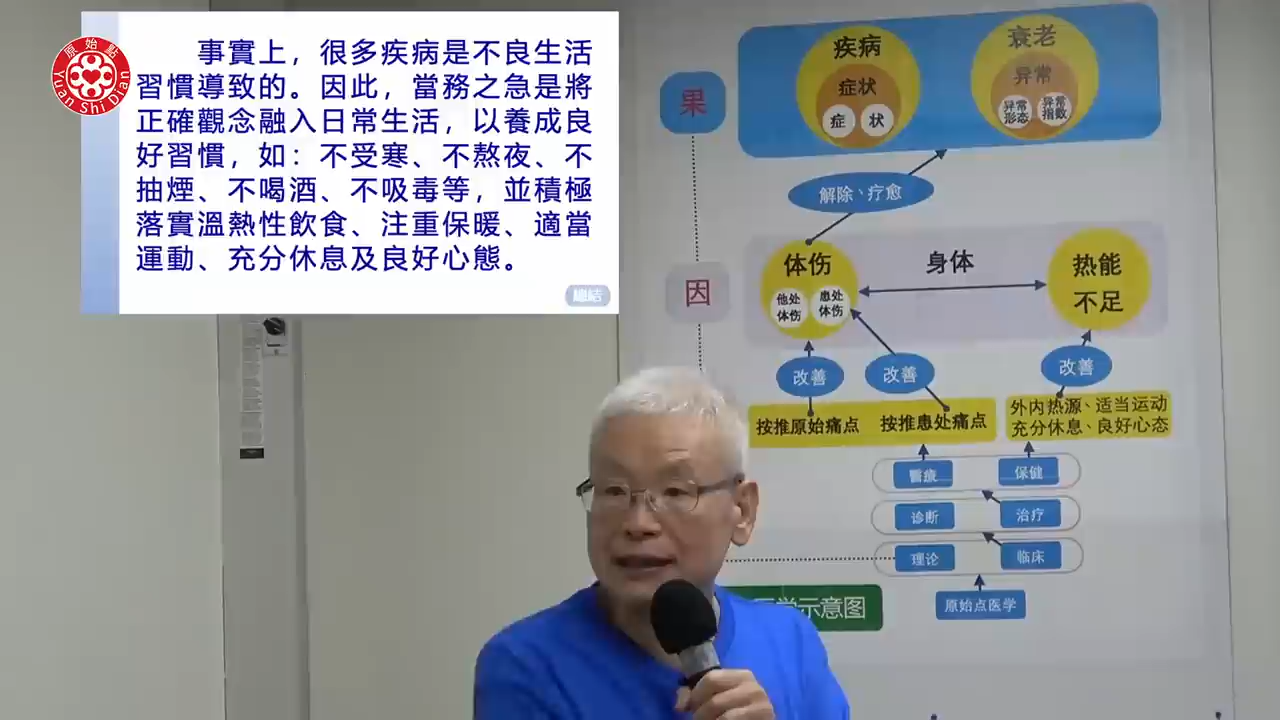 原始點
Yuan Shi Dian
事實上，很多疾病是不良生活
習慣導致的。因此，當務之急是將
正確觀念融入日常生活，以養成良
好習慣，如：不受寒、不熬夜、不
抽煙、不喝酒、不吸毒等，並積極
落實溫熱性飲食、注重保暖、適當
運動、充分休息及良好心態。
總結
果
疾病
症状
症
状
衰老
异常
异常
形态
异常
指数
解除、疗愈
因
体伤
他处
体伤
患处
体伤
身体
热能
不足
改善
改善
改善
按推原始痛点
按推患处痛点
外内热源、适当运动
充分休息、良好心态
醫療
保健
诊断
治疗
理论
临床
原始点医学
医学示意图